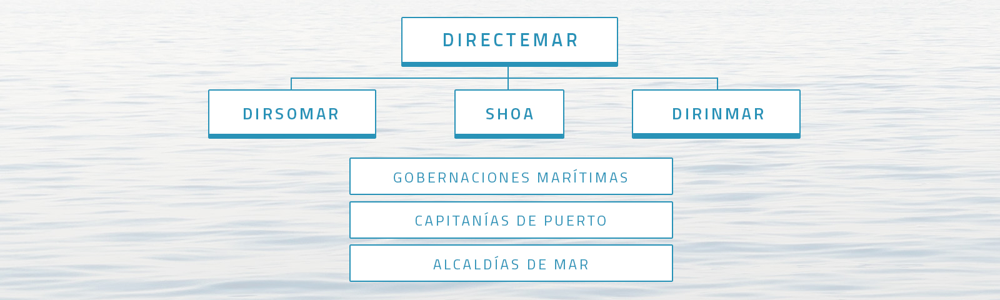 DIRECTEMAR
DIRSOMAR
SHOA
DIRINMAR
GOBERNACIONES MARÍTIMAS
CAPITANÍAS DE PUERTO
ALCALDÍAS DE MAR